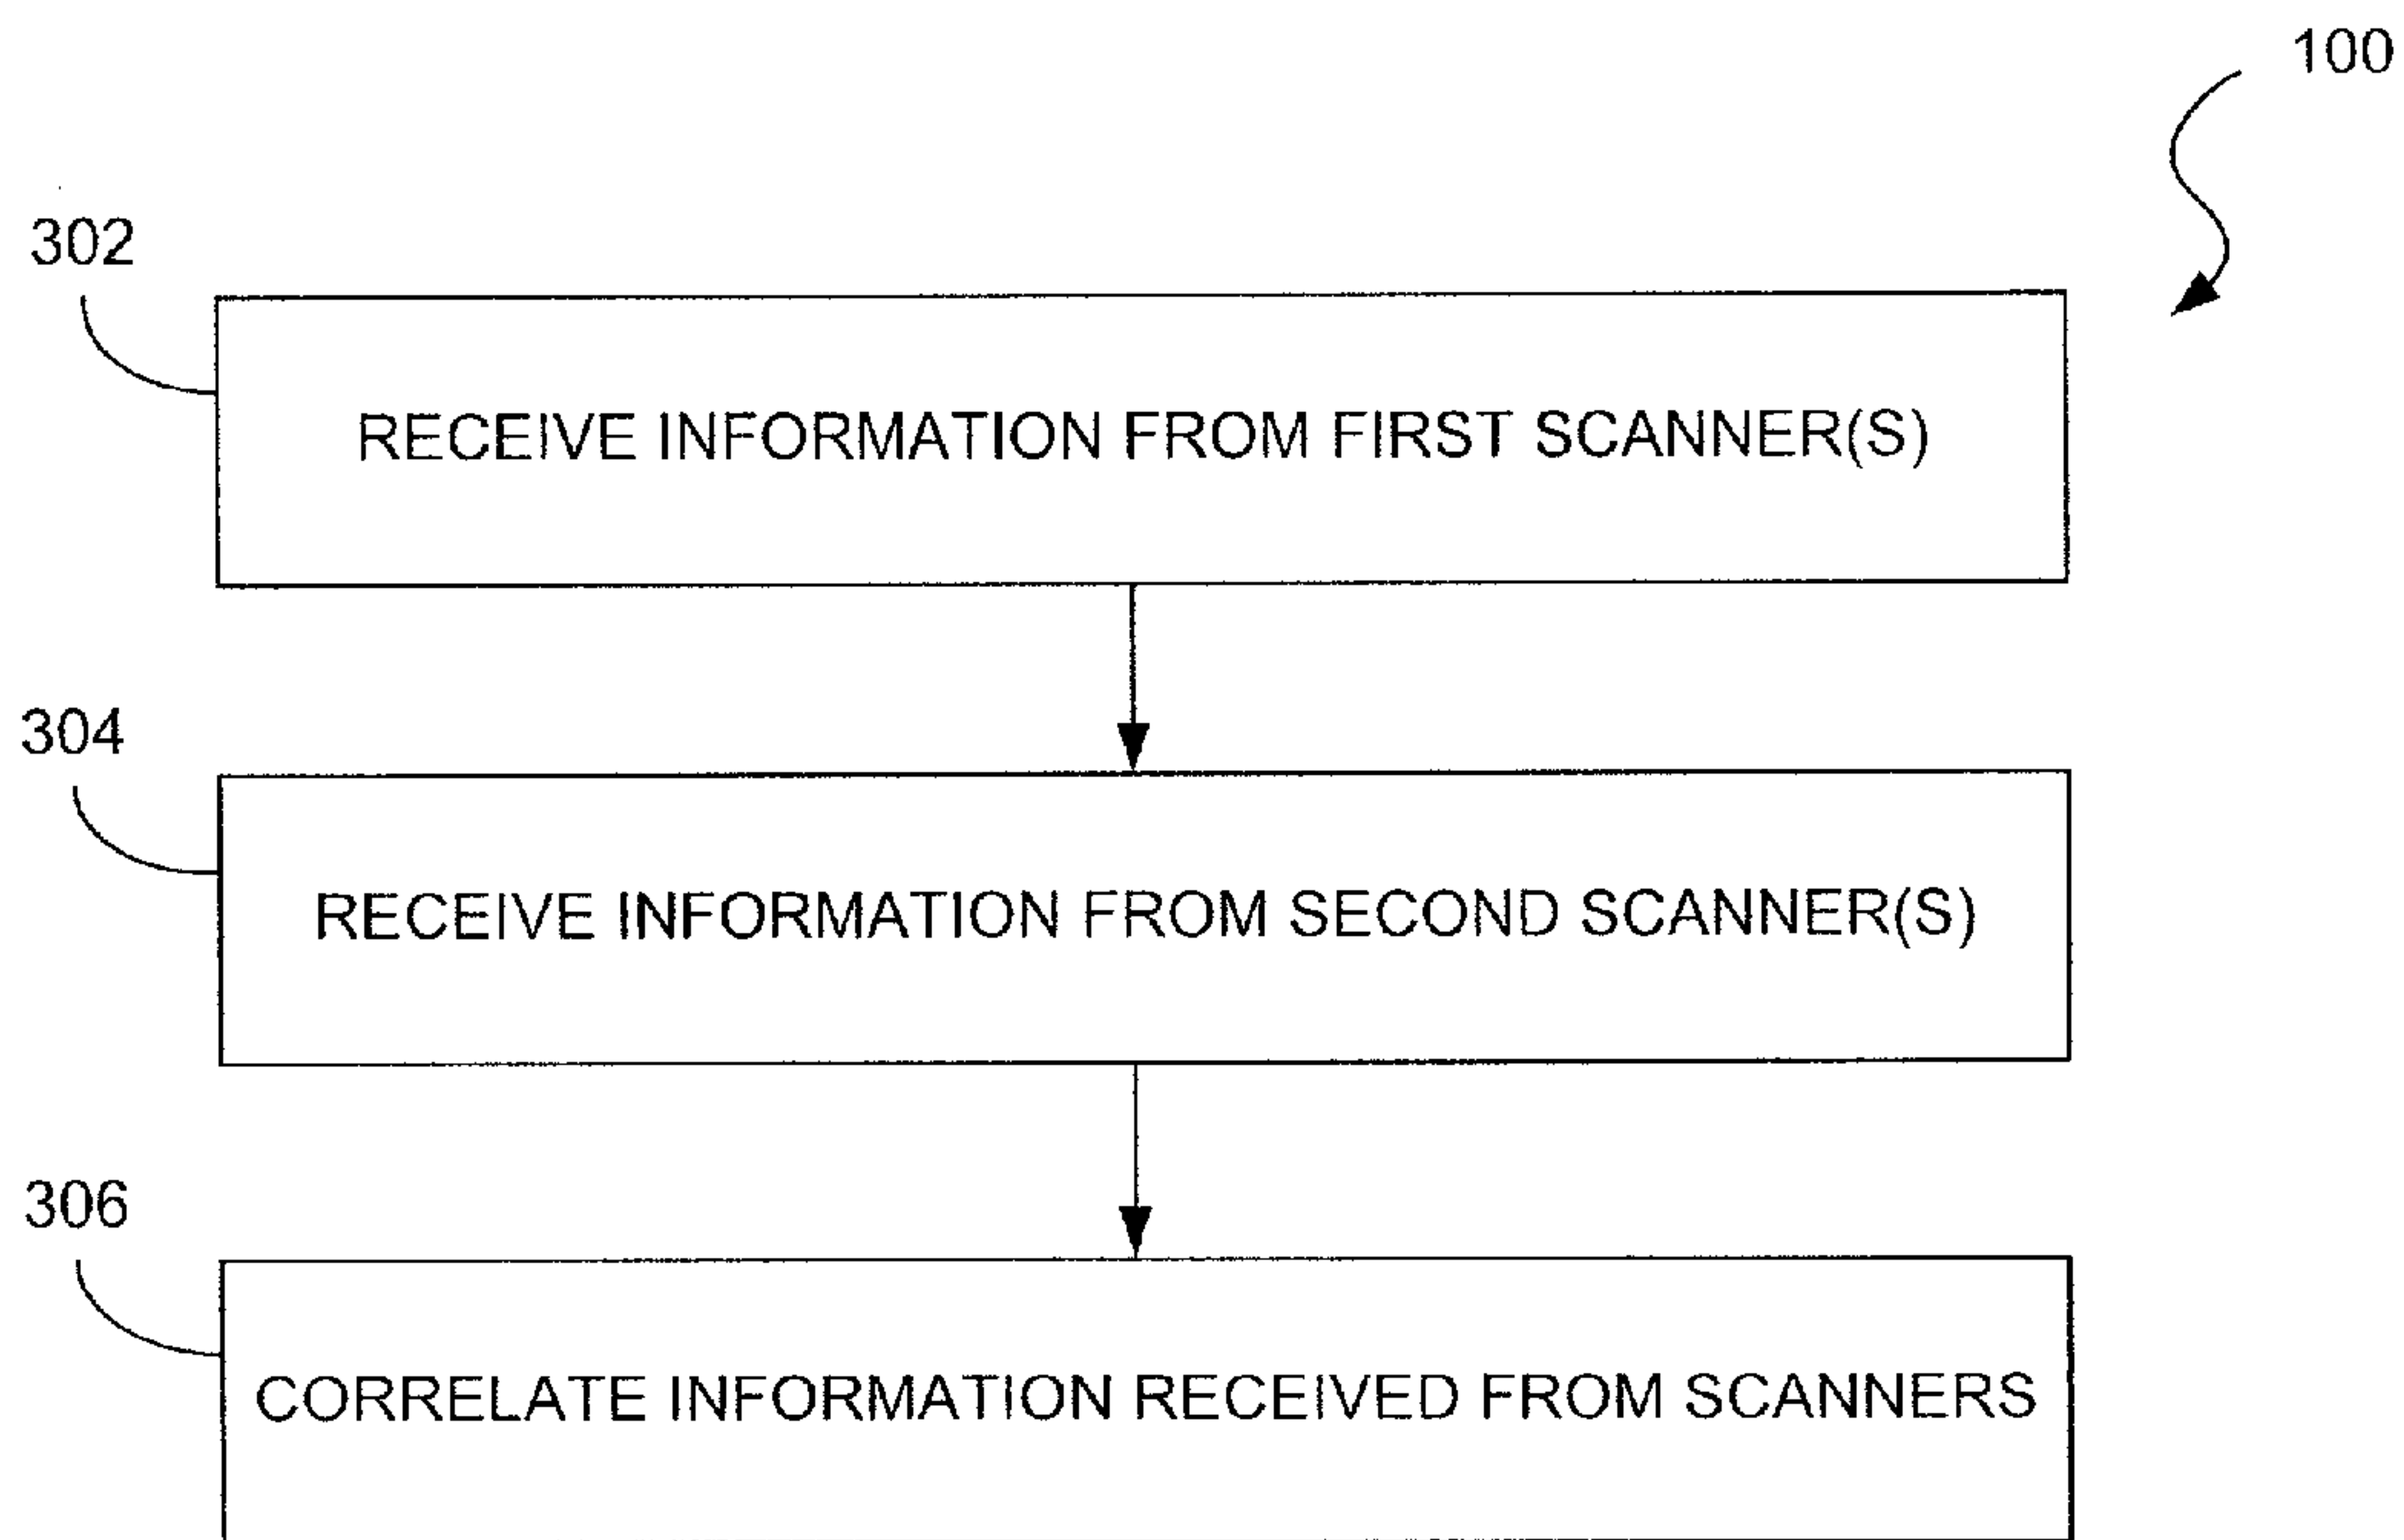 100
302
RECEIVE INFORMATION FROM FIRST SCANNER(S)
304
RECEIVE INFORMATION FROM SECOND SCANNER(S)
306
CORRELATE INFORMATION RECEIVED FROM SCANNERS